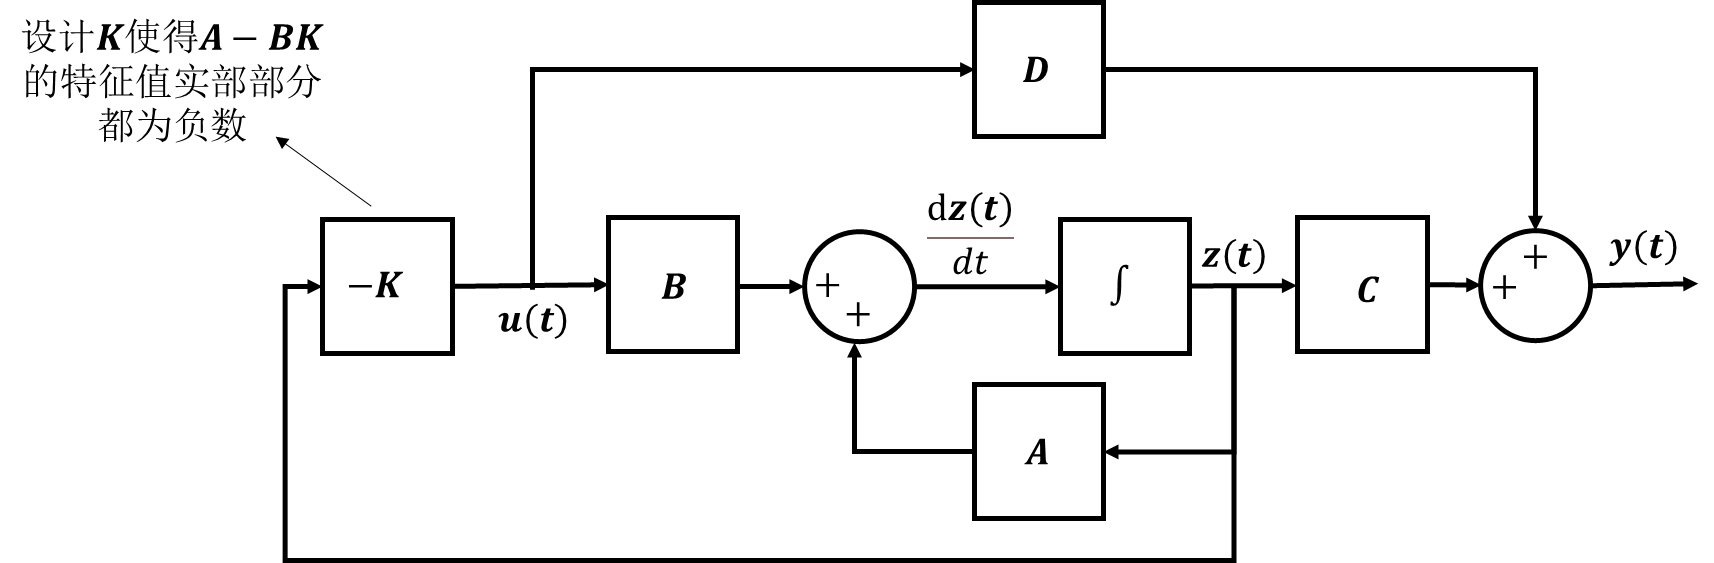 设计K使得A − BK
的特征值实部部分
都为负数
D
−K
u(t)
B
+
+
dz(t)
dt
∫
z(t)
C
+
+
y(t)
A